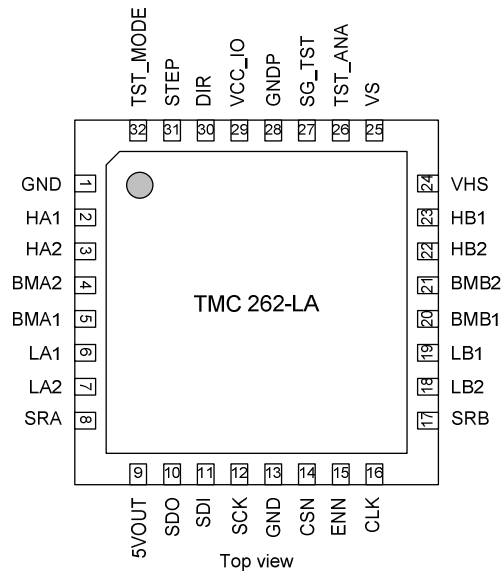 TST_MODE STEP DIR VCC_IO GNDP SG_TST TST_ANA VS
32 31 30 29 28 27 26 25
GND 1 24 VHS
HA1 2 23 HB1
HA2 3 22 HB2
BMA2 4 21 BMB2
BMA1 5 20 BMB1
TMC 262-LA
LA1 6 19 LB1
LA2 7 18 LB2
SRA 8 17 SRB
9 10 11 12 13 14 15 16
5VOUT SDO SDI SCK GND CSN ENN CLK
Top view